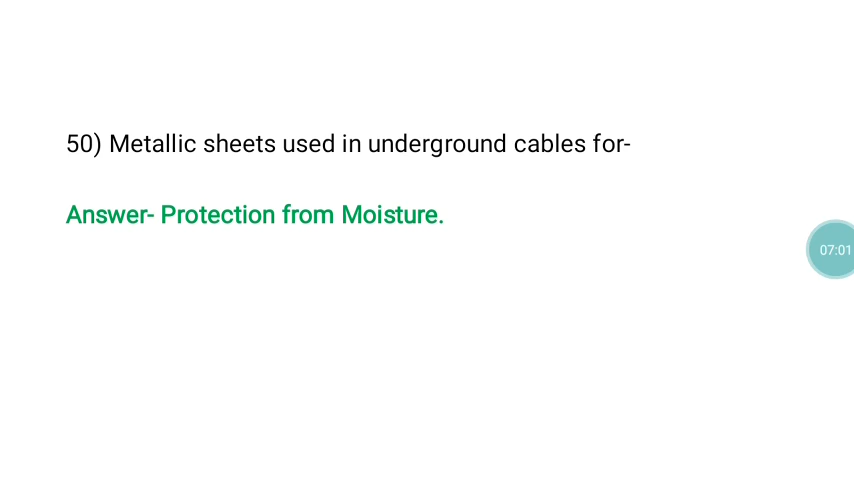 50) Metallic sheets used in underground cables for-
Answer- Protection from Moisture.
07:01